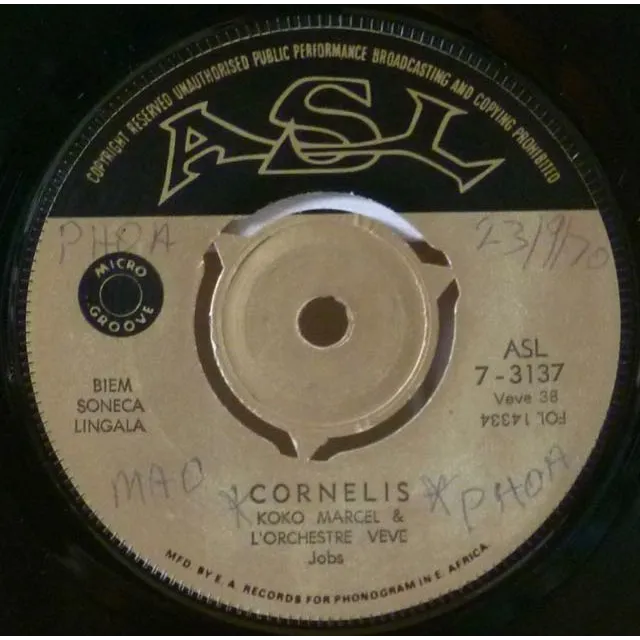 COPYRIGHT RESERVED UNAUTHORISED PUBLIC PERFORMANCE BROADCASTING AND COPYING PROHIBITED
ASL
PHOA
23/9/70
MICRO
GROOVE
ASL
7-3137
Veve 38
FOL 14334
BIEM
SONECA
LINGALA
MAO
*CORNELIS*
PHOA
KOKO MARCEL &
L'ORCHESTRE VEVE
Jobs
MFD. BY E. A. RECORDS FOR PHONOGRAM IN E. AFRICA.